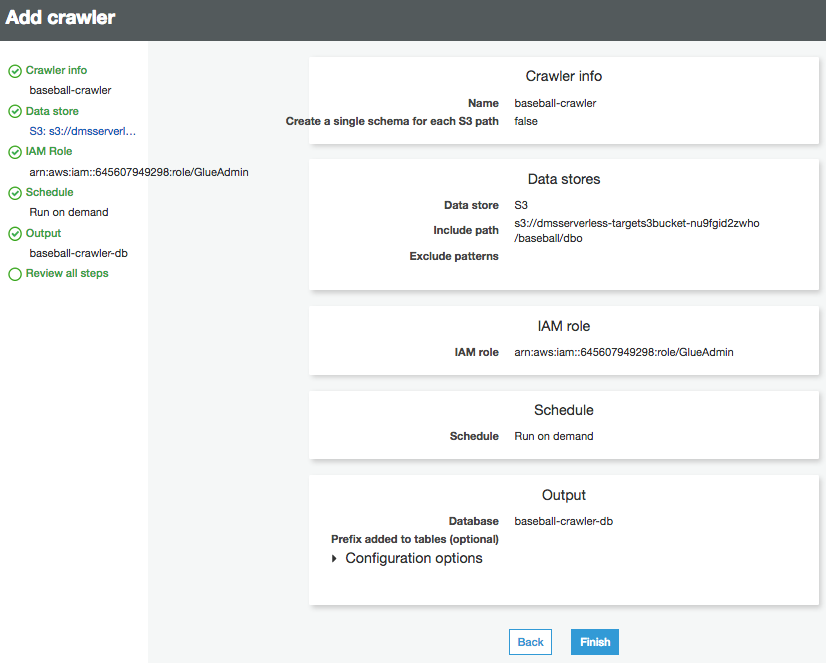 Add crawler
Crawler info
baseball-crawler
Data store
S3: s3://dmsserverl...
IAM Role
arn:aws:iam::645607949298:role/GlueAdmin
Schedule
Run on demand
Output
baseball-crawler-db
Review all steps
Crawler info
Name baseball-crawler
Create a single schema for each S3 path false
Data stores
Data store S3
Include path s3://dmsserverless-targets3bucket-nu9fgid2zwho
/baseball/dbo
Exclude patterns
IAM role
IAM role arn:aws:iam::645607949298:role/GlueAdmin
Schedule
Schedule Run on demand
Output
Database baseball-crawler-db
Prefix added to tables (optional)
Configuration options
Back Finish